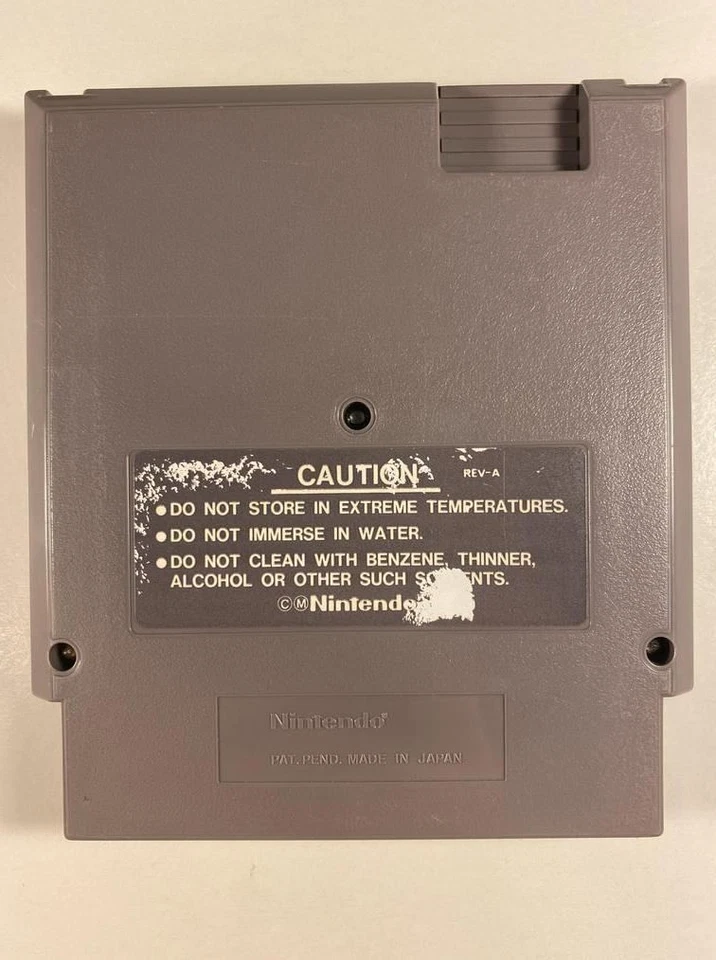 CAUTION REV-A
●DO NOT STORE IN EXTREME TEMPERATURES.
●DO NOT IMMERSE IN WATER.
●DO NOT CLEAN WITH BENZENE, THINNER,
ALCOHOL OR OTHER SUCH
ⒸⓂNintendo
Nintendo®
PAT. PEND. MADE IN JAPAN